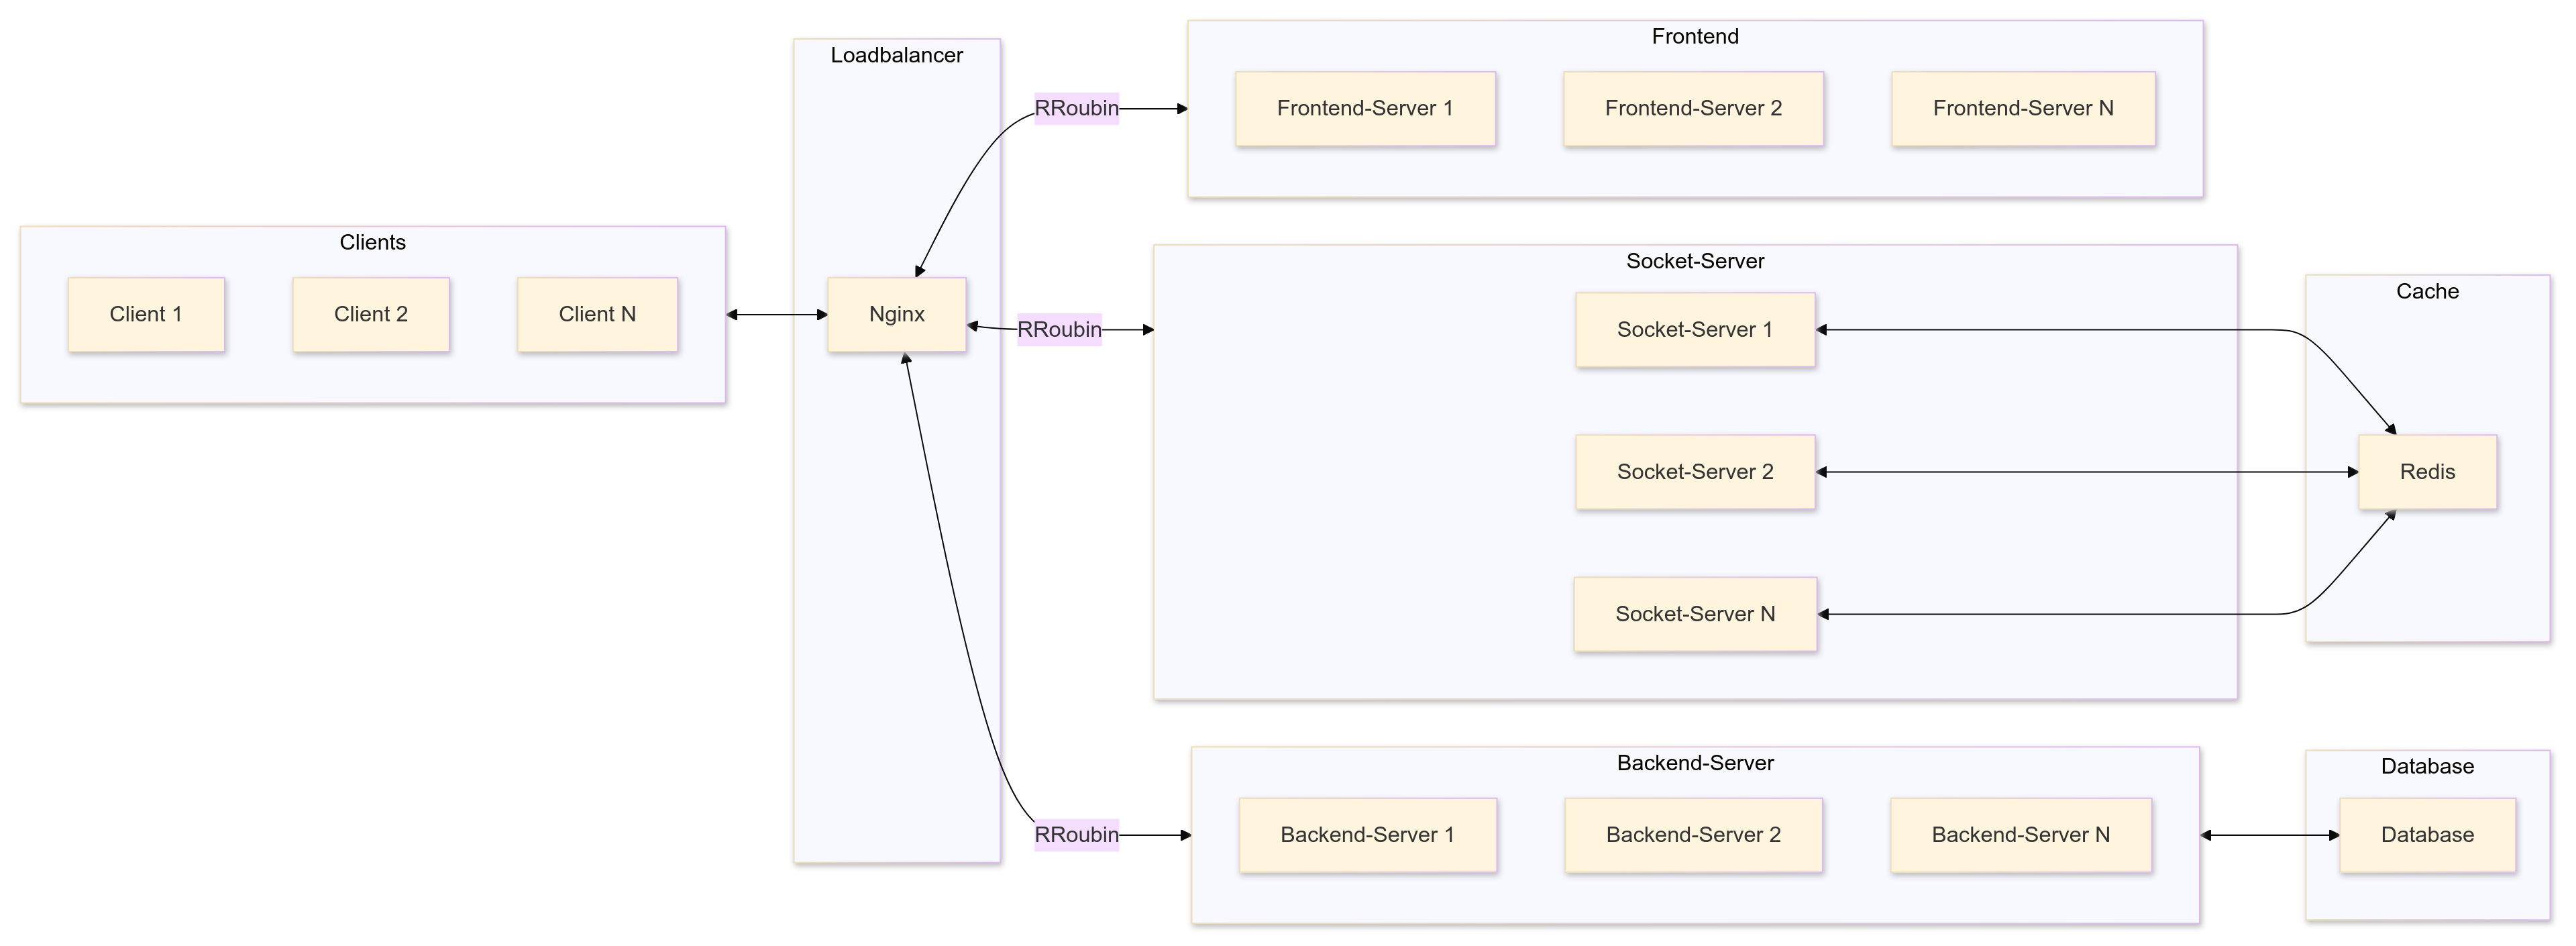 Clients
Client 1
Client 2
Client N
Loadbalancer
Nginx
RRoubin
RRoubin
RRoubin
Frontend
Frontend-Server 1
Frontend-Server 2
Frontend-Server N
Socket-Server
Socket-Server 1
Socket-Server 2
Socket-Server N
Cache
Redis
Backend-Server
Backend-Server 1
Backend-Server 2
Backend-Server N
Database
Database